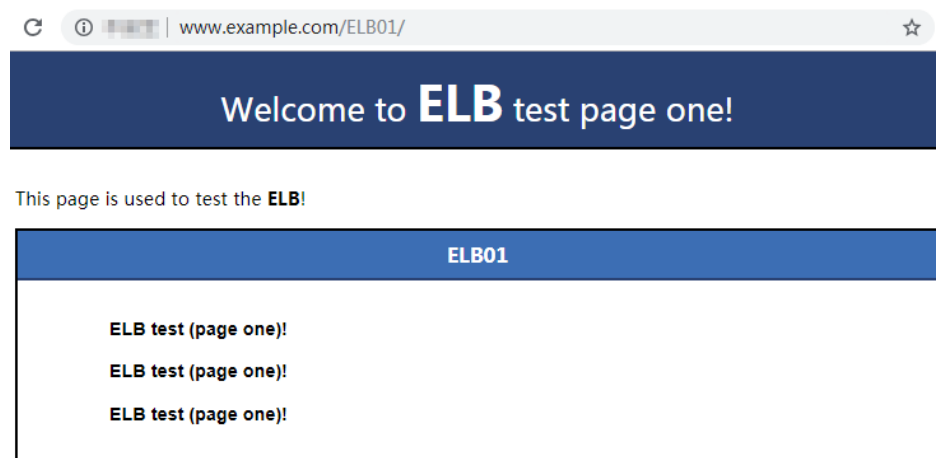 www.example.com/ELB01/
Welcome to ELB test page one!
This page is used to test the ELB!
ELB01
ELB test (page one)!
ELB test (page one)!
ELB test (page one)!